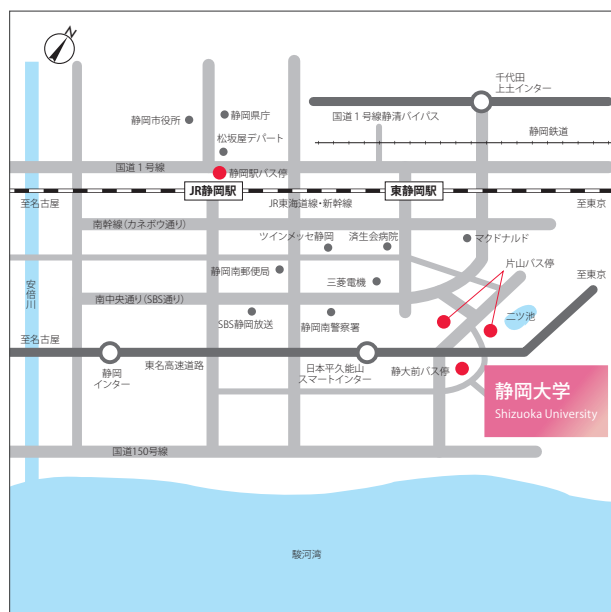 N
千代田
上土インター
国道1号線静清バイパス
静岡県庁
静岡市役所
静岡鉄道
松坂屋デパート
国道1号線
静岡駅バス停
JR静岡駅
東静岡駅
至名古屋
JR東海道線・新幹線
至東京
南幹線(カネボウ通り)
ツインメッセ静岡
済生会病院
マクドナルド
片山バス停
静岡南郵便局
三菱電機
至東京
安倍川
南中央通り(SBS通り)
SBS静岡放送
静岡南警察署
二ツ池
至名古屋
静岡
インター
東名高速道路
日本平久能山
スマートインター
静大前バス停
静岡大学
Shizuoka University
国道150号線
駿河湾